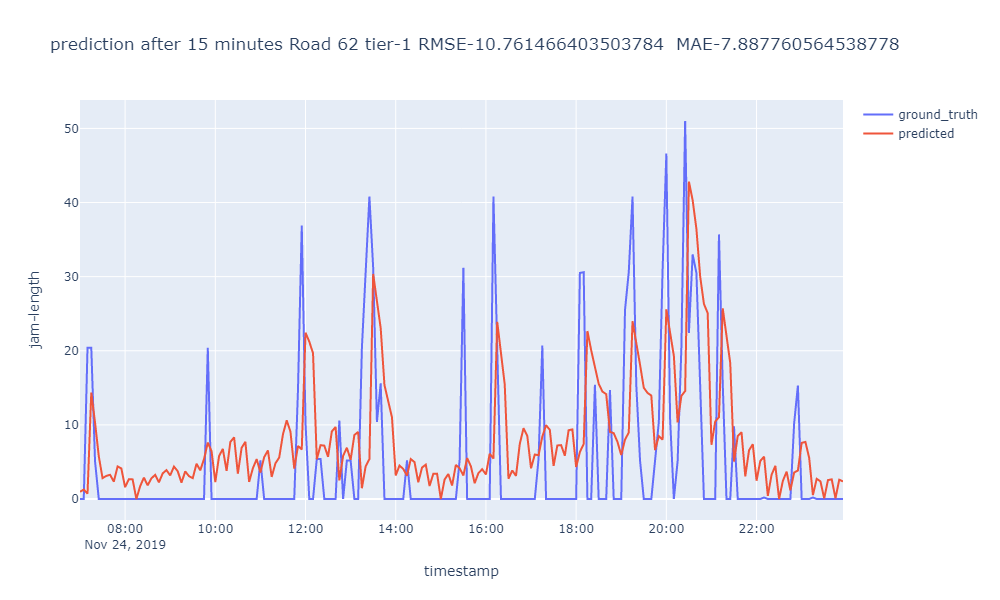 prediction after 15 minutes Road 62 tier-1 RMSE-10.761466403503784  MAE-7.887760564538778
ground_truth
predicted
jam-length
50
40
30
20
10
0
08:00
10:00
12:00
14:00
16:00
18:00
20:00
22:00
Nov 24, 2019
timestamp